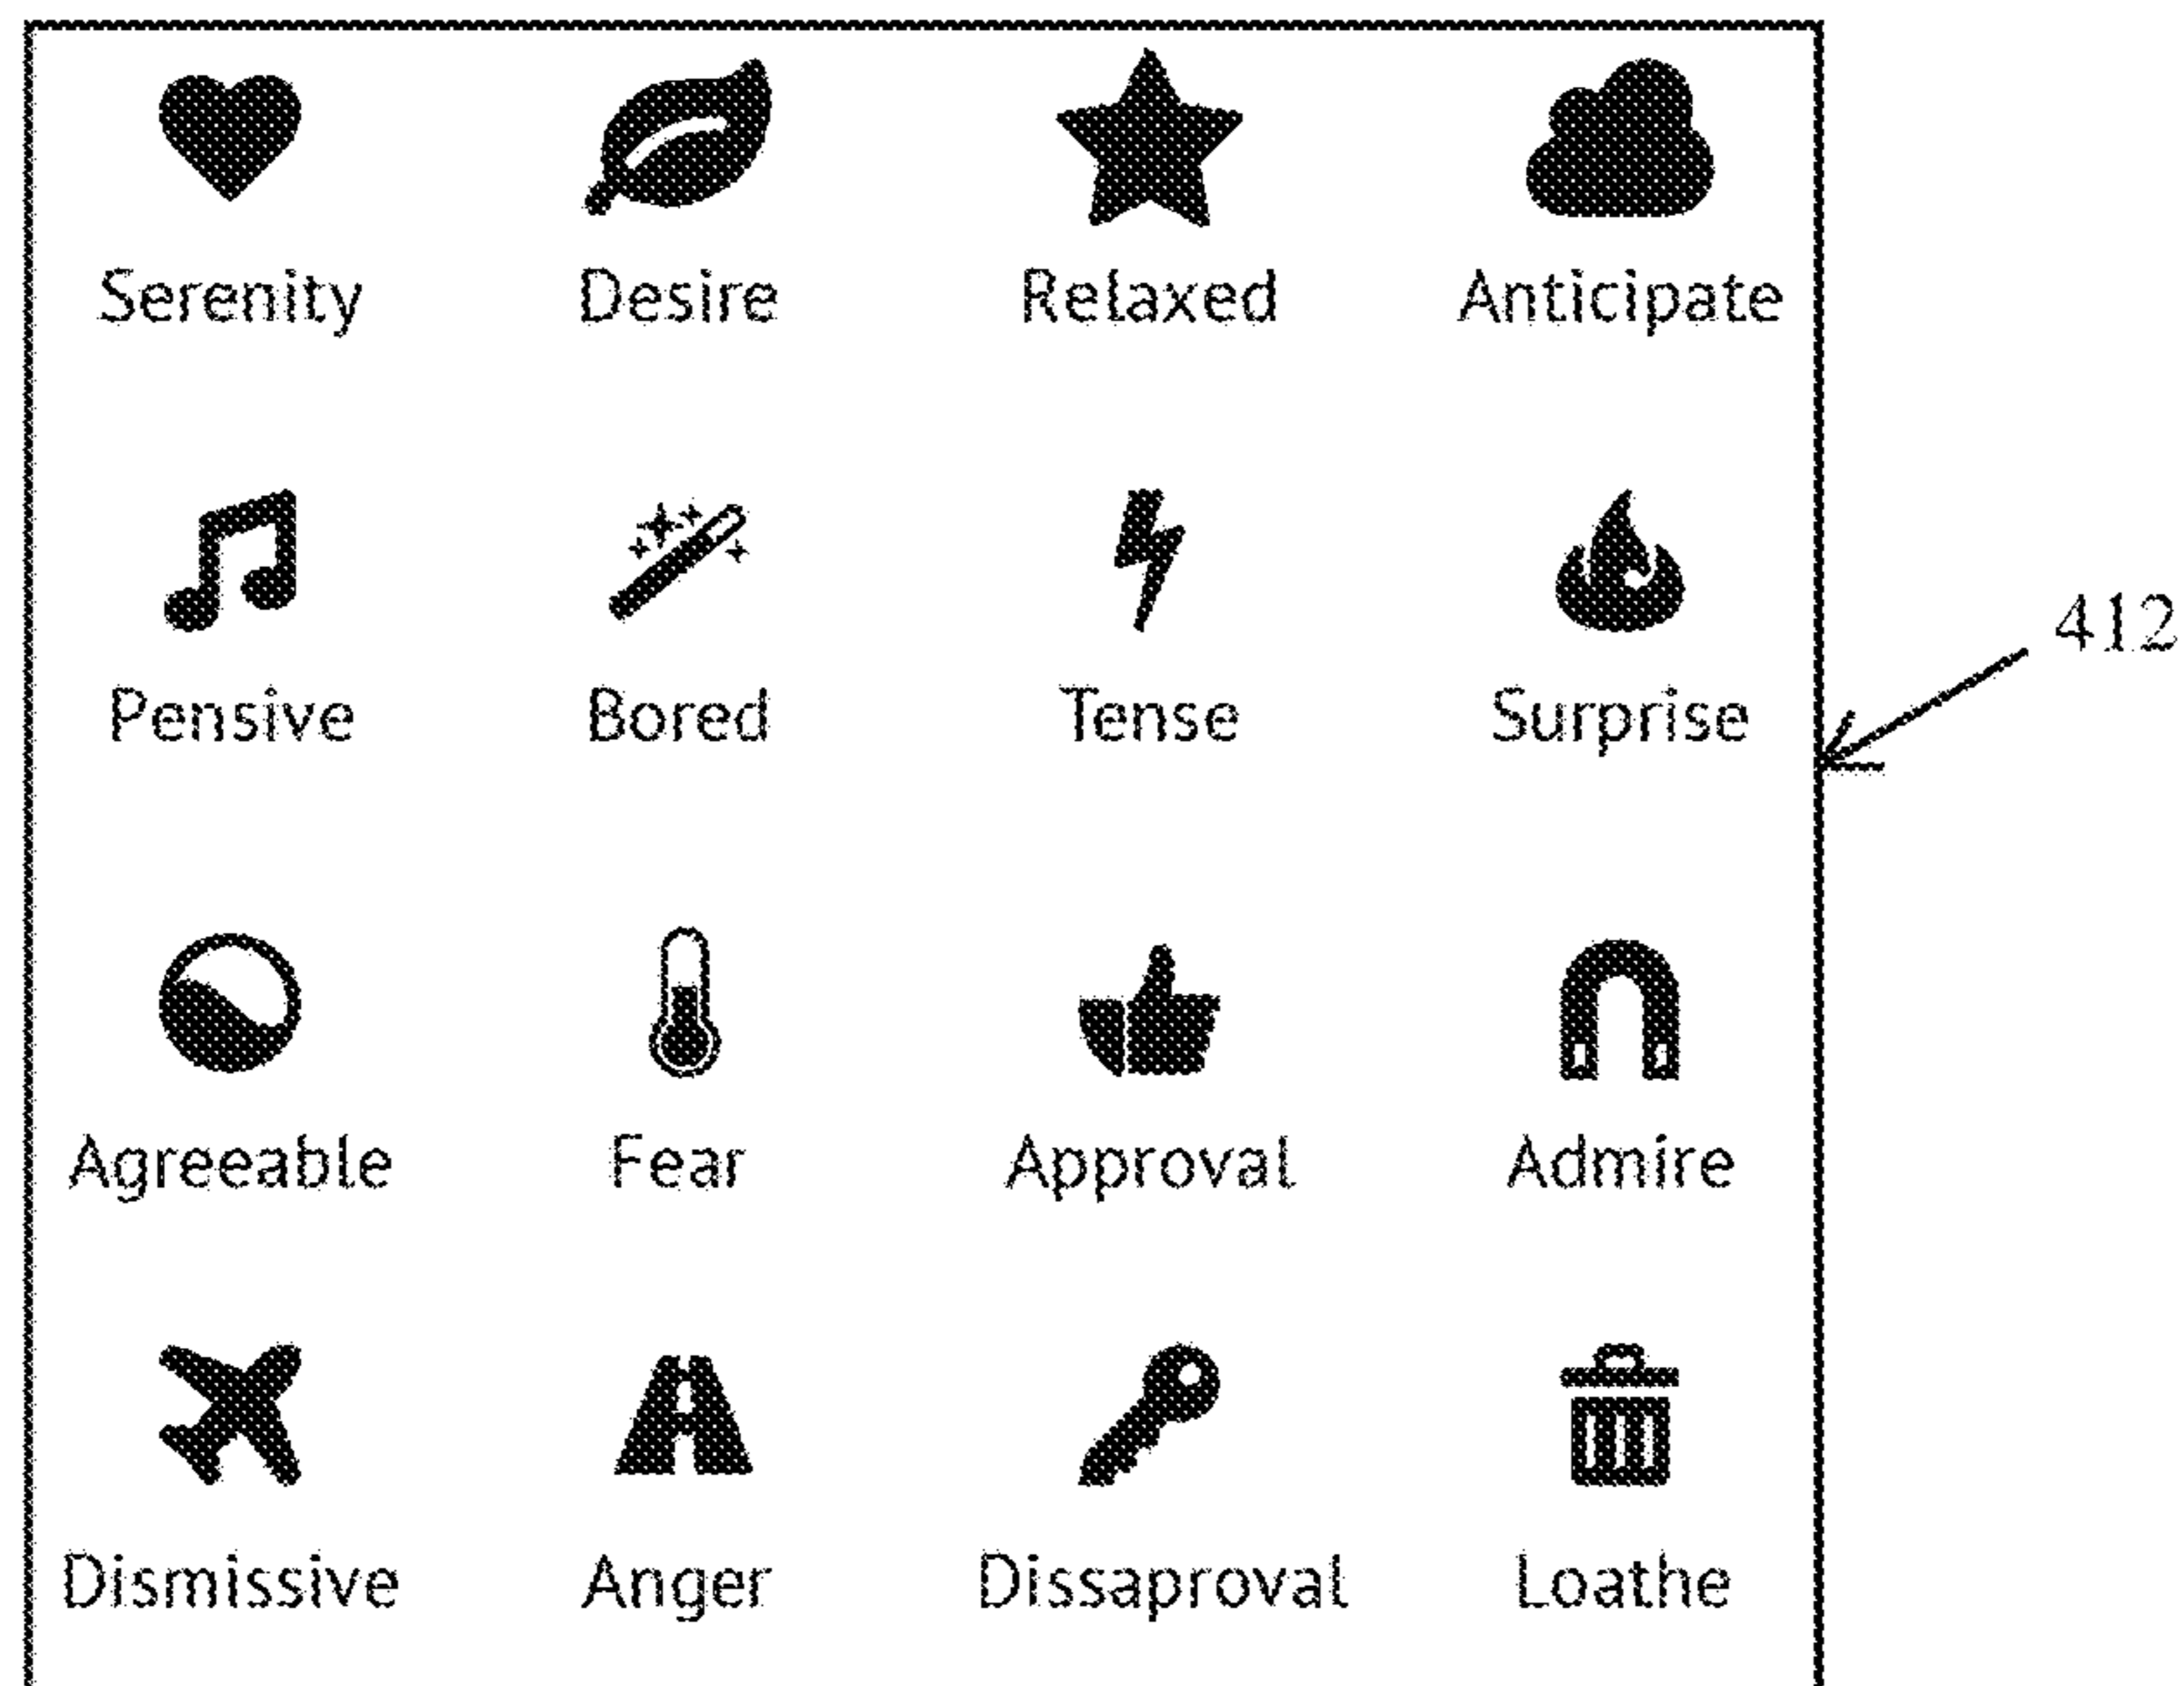 Serenity Desire Relaxed Anticipate
Pensive Bored Tense Surprise
412
Agreeable Fear Approval Admire
Dismissive Anger Dissaproval Loathe